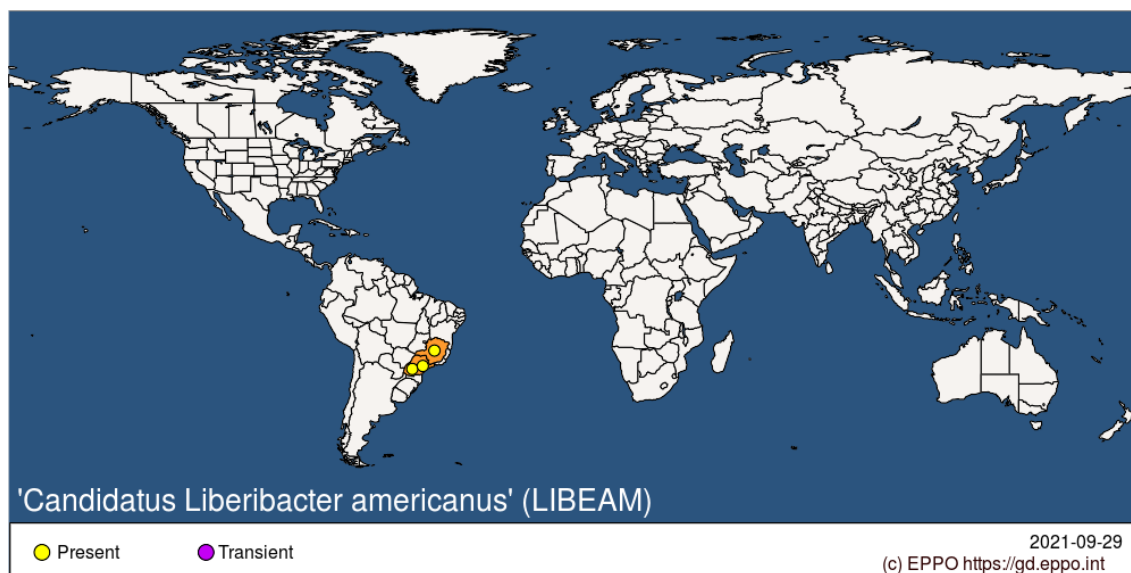 'Candidatus Liberibacter americanus' (LIBEAM)
Present
Transient
2021-09-29
(c) EPPO https://gd.eppo.int